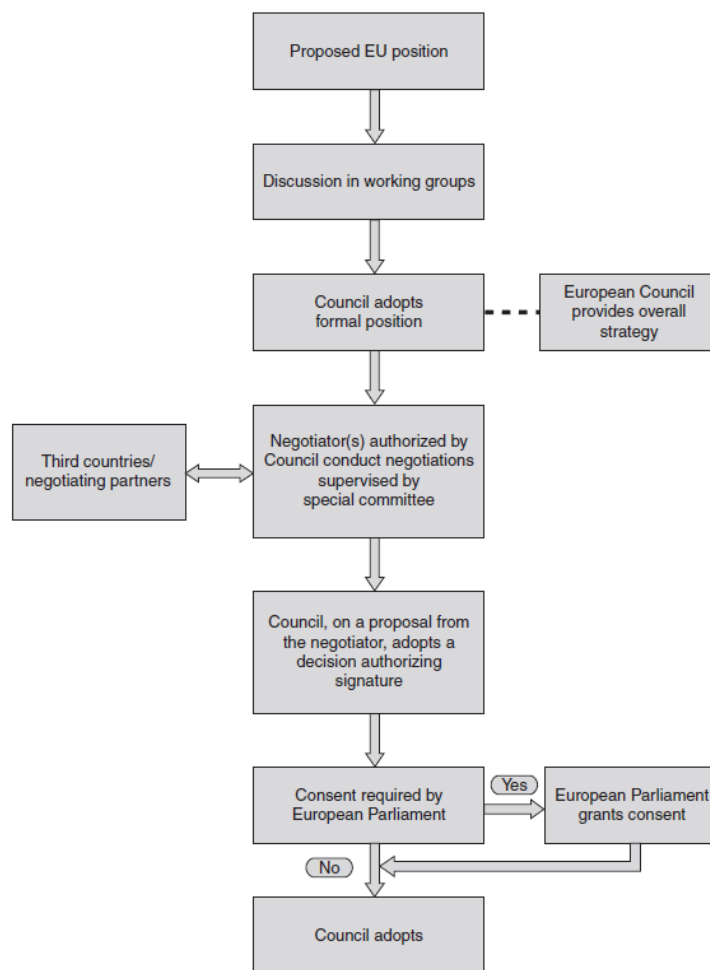 Proposed EU position
Discussion in working groups
Council adopts
formal position
European Council
provides overall
strategy
Third countries/
negotiating partners
Negotiator(s) authorized by
Council conduct negotiations
supervised by
special committee
Council, on a proposal from
the negotiator, adopts a
decision authorizing
signature
Consent required by
European Parliament
Yes
European Parliament
grants consent
No
Council adopts